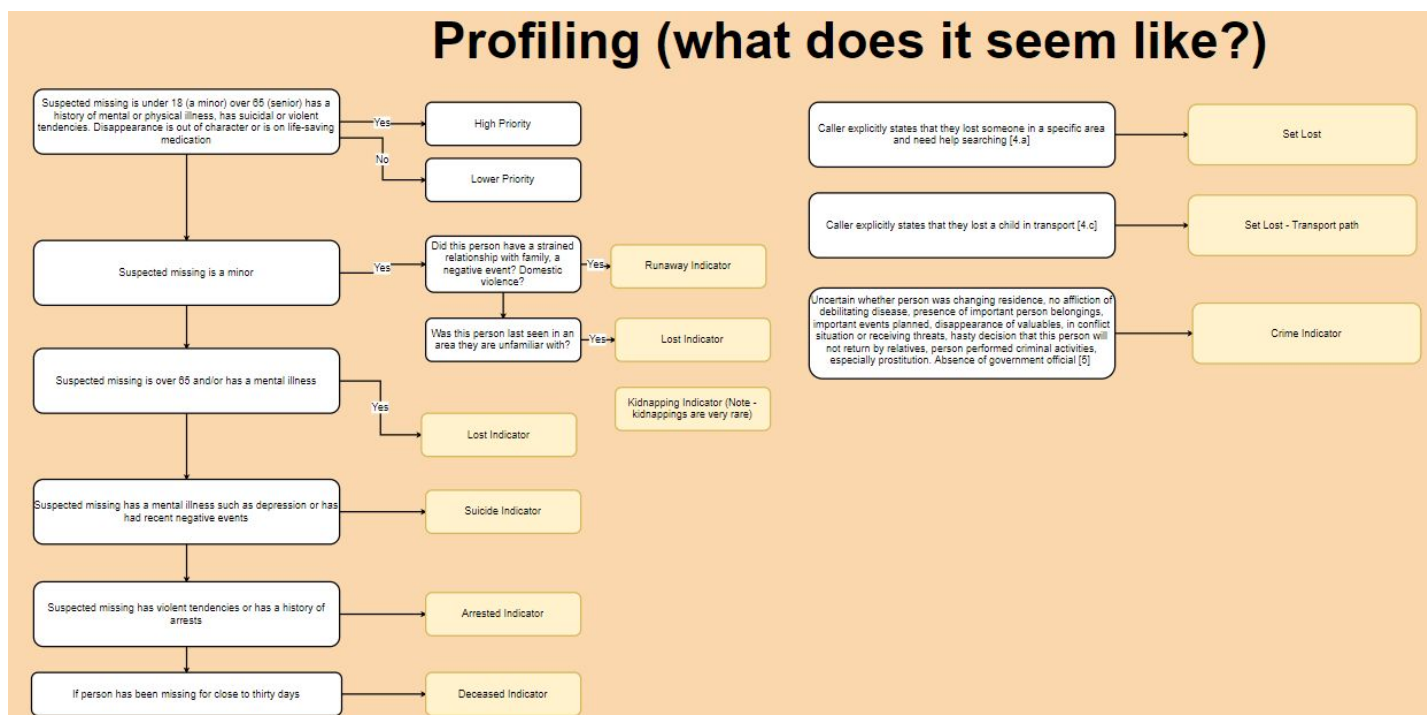 Profiling (what does it seem like?)
Suspected missing is under 18 (a minor) over 65 (senior) has a
history of mental or physical illness, has suicidal or violent
tendencies. Disappearance is out of character or is on life-saving
medication
Yes
High Priority
No
Lower Priority
Suspected missing is a minor
Yes
Did this person have a strained
relationship with family, a
negative event? Domestic
violence?
Yes
Runaway Indicator
Was this person last seen in an
area they are unfamiliar with?
Yes
Lost Indicator
Kidnapping Indicator (Note -
kidnappings are very rare)
Suspected missing is over 65 and/or has a mental illness
Yes
Lost Indicator
Suspected missing has a mental illness such as depression or has
had recent negative events
Suicide Indicator
Suspected missing has violent tendencies or has a history of
arrests
Arrested Indicator
If person has been missing for close to thirty days
Deceased Indicator
Caller explicitly states that they lost someone in a specific area
and need help searching [4.a]
Set Lost
Caller explicitly states that they lost a child in transport [4.c]
Set Lost - Transport path
Uncertain whether person was changing residence, no affliction of
debilitating disease, presence of important person belongings,
important events planned, disappearance of valuables, in conflict
situation or receiving threats, hasty decision that this person will
not return by relatives, person performed criminal activities,
especially prostitution. Absence of government official [5]
Crime Indicator